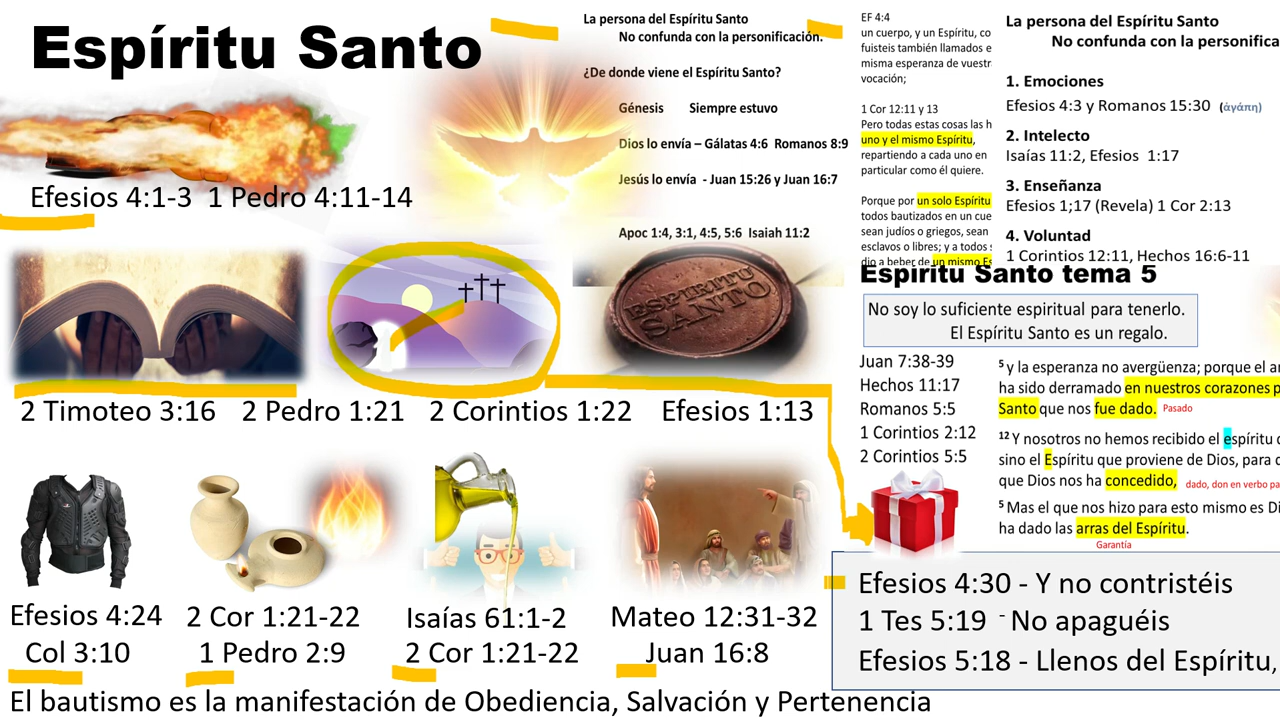 Espíritu Santo
Efesios 4:1-3 1 Pedro 4:11-14
La persona del Espíritu Santo
No confunda con la personificación.
¿De donde viene el Espíritu Santo?
Génesis Siempre estuvo
Dios lo envía – Gálatas 4:6 Romanos 8:9
Jesús lo envía - Juan 15:26 y Juan 16:7
Apoc 1:4, 3:1, 4:5, 5:6 Isaiah 11:2
EF 4:4
un cuerpo, y un Espíritu, co
fuisteis también llamados e
misma esperanza de vuestr
vocación;
1 Cor 12:11 y 13
Pero todas estas cosas las h
uno y el mismo Espíritu,
repartiendo a cada uno en
particular como él quiere.
Porque por un solo Espíritu
todos bautizados en un cue
sean judíos o griegos, sean
esclavos o libres; y a todos s
dio a beber de un mismo Es
La persona del Espíritu Santo
No confunda con la personifica
1. Emociones
Efesios 4:3 y Romanos 15:30 (ἀγάπη)
2. Intelecto
Isaías 11:2, Efesios 1:17
3. Enseñanza
Efesios 1;17 (Revela) 1 Cor 2:13
4. Voluntad
1 Corintios 12:11, Hechos 16:6-11
ESPIRITU
SANTO
2 Timoteo 3:16 2 Pedro 1:21 2 Corintios 1:22 Efesios 1:13
Espíritu Santo tema 5
No soy lo suficiente espiritual para tenerlo.
El Espíritu Santo es un regalo.
Juan 7:38-39
Hechos 11:17
Romanos 5:5
1 Corintios 2:12
2 Corintios 5:5
5 y la esperanza no avergüenza; porque el a
ha sido derramado en nuestros corazones p
Santo que nos fue dado. Pasado
12 Y nosotros no hemos recibido el espíritu d
sino el Espíritu que proviene de Dios, para q
que Dios nos ha concedido, dado, don en verbo pa
5 Mas el que nos hizo para esto mismo es Di
ha dado las arras del Espíritu.
Garantía
Efesios 4:24
Col 3:10
2 Cor 1:21-22
1 Pedro 2:9
Isaías 61:1-2
2 Cor 1:21-22
Mateo 12:31-32
Juan 16:8
Efesios 4:30 - Y no contristéis
1 Tes 5:19 - No apaguéis
Efesios 5:18 - Llenos del Espíritu,
El bautismo es la manifestación de Obediencia, Salvación y Pertenencia